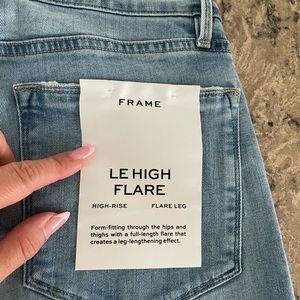 FRAME
LE HIGH
FLARE
HIGH-RISE FLARE LEG
Form-fitting through the hips and
thighs with a full-length flare that
creates a leg-lengthening effect.